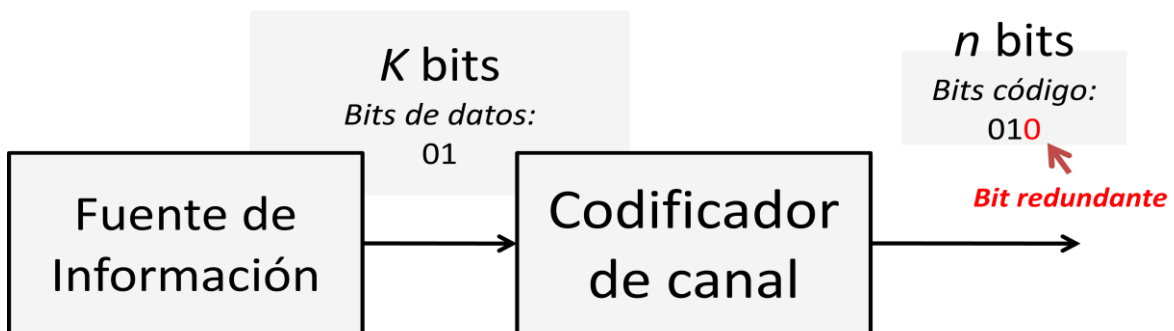 K bits
Bits de datos:
01
n bits
Bits código:
010
Bit redundante
Fuente de
Información
Codificador
de canal